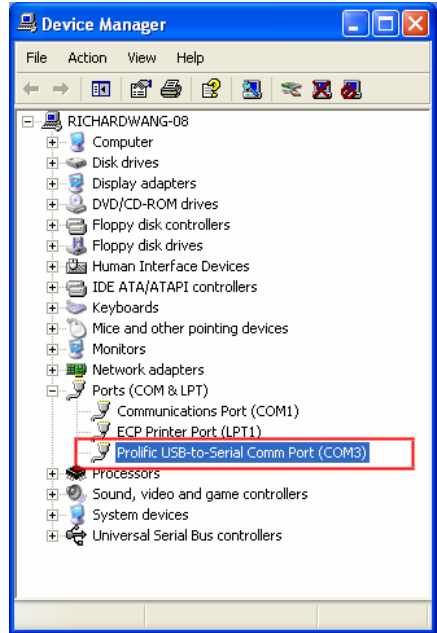 Device Manager
File Action View Help
RICHARDWANG-08
Computer
Disk drives
Display adapters
DVD/CD-ROM drives
Floppy disk controllers
Floppy disk drives
Human Interface Devices
IDE ATA/ATAPI controllers
Keyboards
Mice and other pointing devices
Monitors
Network adapters
Ports (COM & LPT)
Communications Port (COM1)
ECP Printer Port (LPT1)
Prolific USB-to-Serial Comm Port (COM3)
Processors
Sound, video and game controllers
System devices
Universal Serial Bus controllers